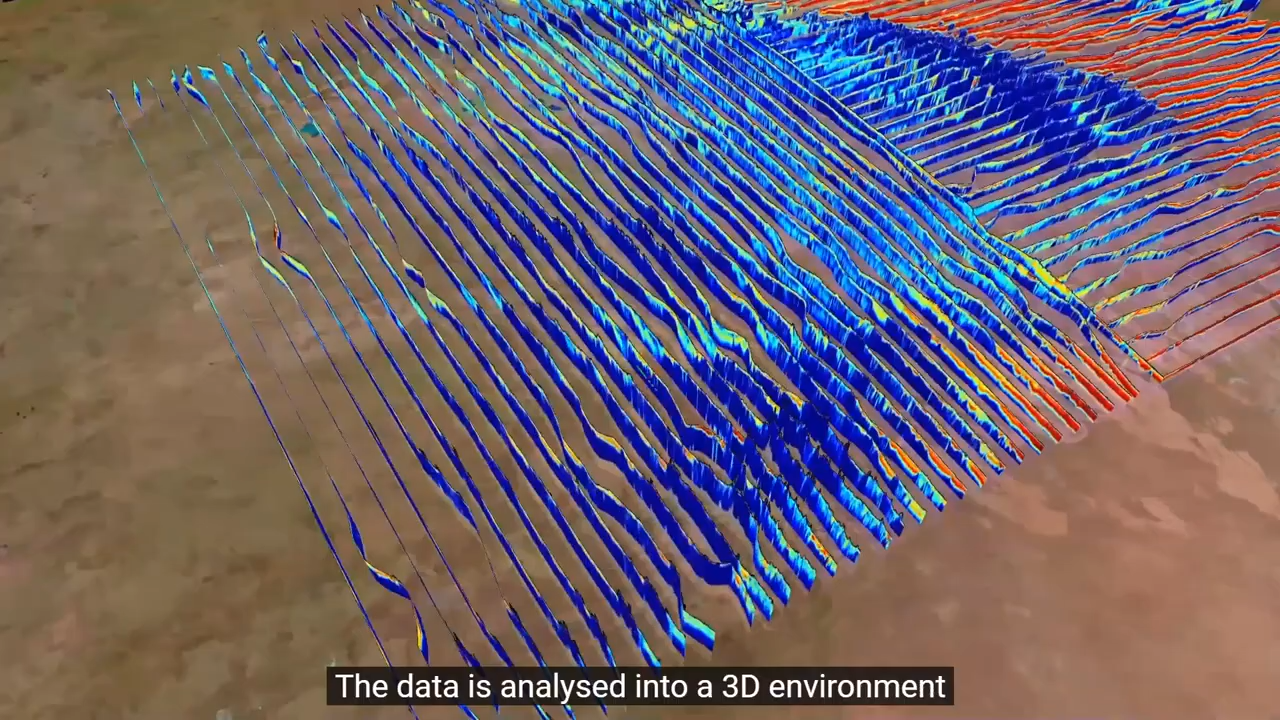 The data is analysed into a 3D environment